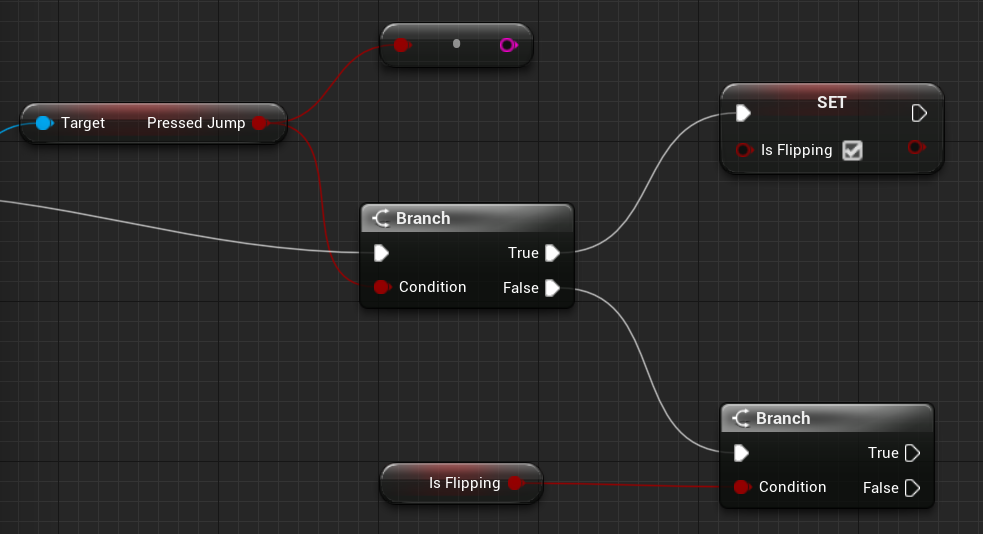 Target Pressed Jump
SET
Is Flipping
Branch
True
Condition False
Branch
True
Is Flipping
Condition False